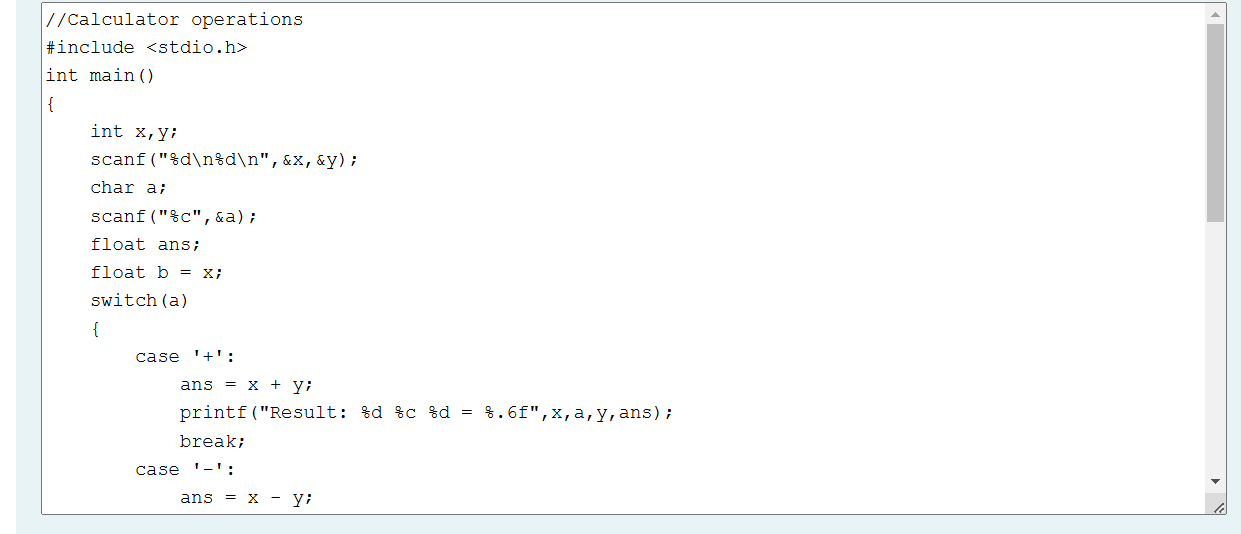 //Calculator operations
#include <stdio.h>
int main()
{
    int x,y;
    scanf("%d\n%d\n",&x,&y);
    char a;
    scanf("%c",&a);
    float ans;
    float b = x;
    switch(a)
    {
        case '+':
            ans = x + y;
            printf("Result: %d %c %d = %.6f",x,a,y,ans);
            break;
        case '-':
            ans = x - y;